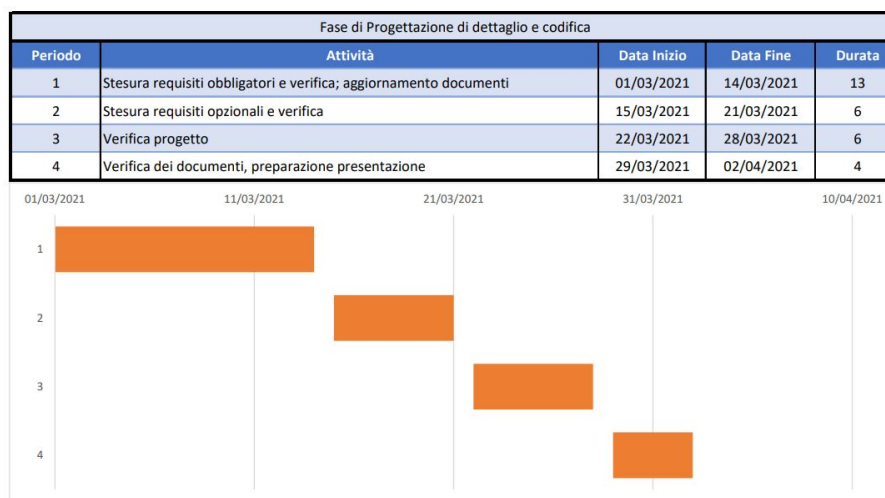 Fase di Progettazione di dettaglio e codifica
Periodo Attività Data Inizio Data Fine Durata
1 Stesura requisiti obbligatori e verifica; aggiornamento documenti 01/03/2021 14/03/2021 13
2 Stesura requisiti opzionali e verifica 15/03/2021 21/03/2021 6
3 Verifica progetto 22/03/2021 28/03/2021 6
4 Verifica dei documenti, preparazione presentazione 29/03/2021 02/04/2021 4
01/03/2021 11/03/2021 21/03/2021 31/03/2021 10/04/2021
1
2
3
4